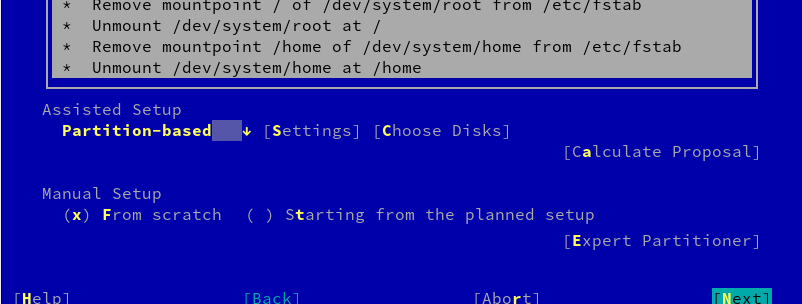 * Remove mountpoint / of /dev/system/root from /etc/fstab
* Unmount /dev/system/root at /
* Remove mountpoint /home of /dev/system/home from /etc/fstab
* Unmount /dev/system/home at /home
Assisted Setup
Partition-based ↓ [Settings] [Choose Disks]
[Calculate Proposal]
Manual Setup
(x) From scratch ( ) Starting from the planned setup
[Expert Partitioner]
[Help] [Back] [Abort] [Next]